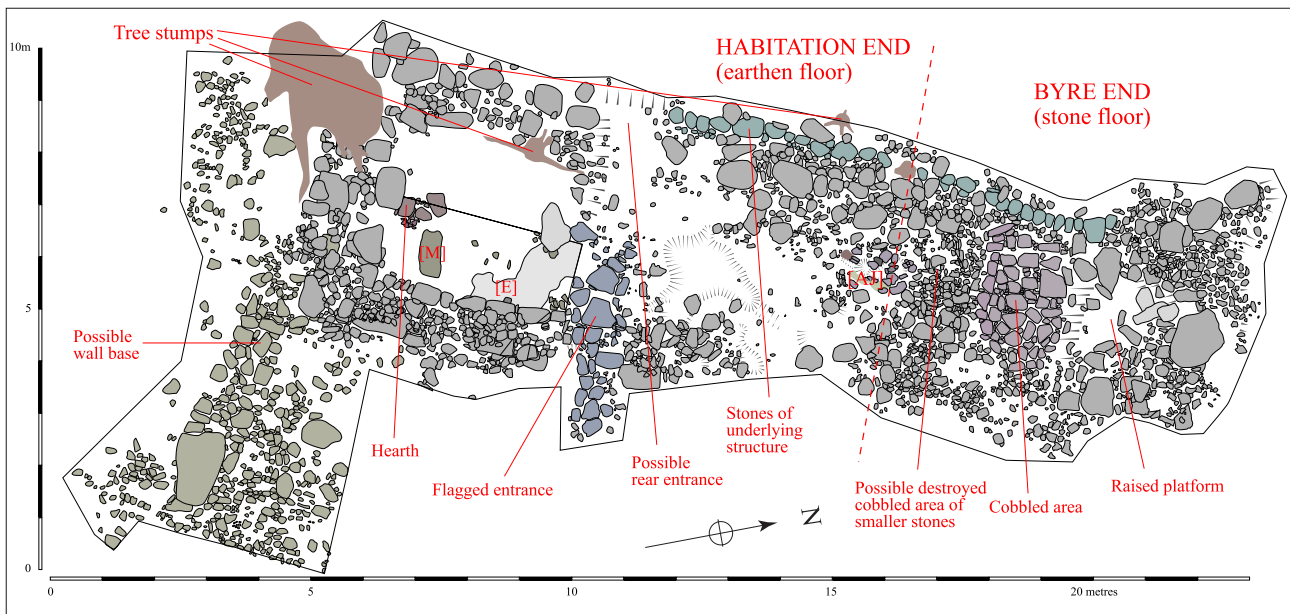 10m
Tree stumps
HABITATION END
(earthen floor)
BYRE END
(stone floor)
[M]
[E]
[AJ]
5
Possible
wall base
Hearth
Flagged entrance
Possible
rear entrance
Stones of
underlying
structure
Possible destroyed
cobbled area of
smaller stones
Cobbled area
Raised platform
N
0
5
10
15
20 metres